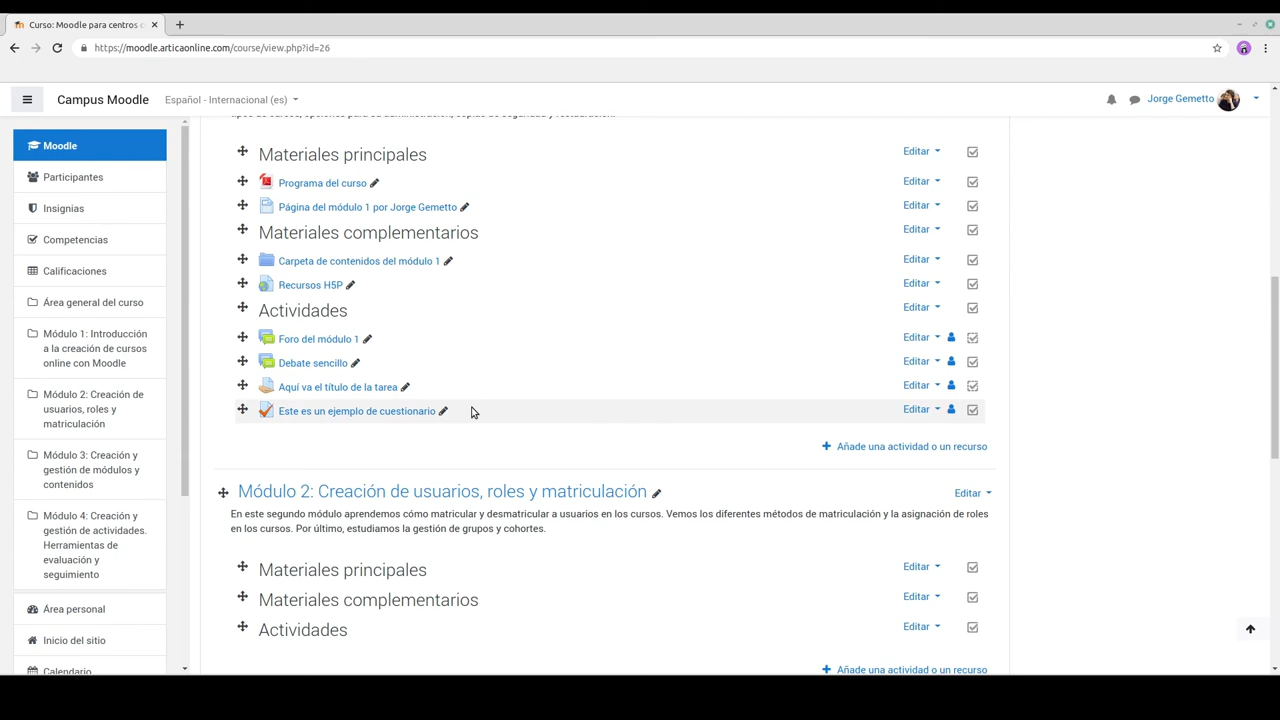 Curso: Moodle para centros
https://moodle.articaonline.com/course/view.php?id=26
Campus Moodle
Español - Internacional (es)
Jorge Gemetto
Moodle
Participantes
Insignias
Competencias
Calificaciones
Área general del curso
Módulo 1: Introducción
a la creación de cursos
online con Moodle
Módulo 2: Creación de
usuarios, roles y
matriculación
Módulo 3: Creación y
gestión de módulos y
contenidos
Módulo 4: Creación y
gestión de actividades.
Herramientas de
evaluación y
seguimiento
Área personal
Inicio del sitio
Calendario
Materiales principales Editar
Programa del curso Editar
Página del módulo 1 por Jorge Gemetto Editar
Materiales complementarios Editar
Carpeta de contenidos del módulo 1 Editar
Recursos H5P Editar
Actividades Editar
Foro del módulo 1 Editar
Debate sencillo Editar
Aquí va el título de la tarea Editar
Este es un ejemplo de cuestionario Editar
Añade una actividad o un recurso
Módulo 2: Creación de usuarios, roles y matriculación Editar
En este segundo módulo aprendemos cómo matricular y desmatricular a usuarios en los cursos. Vemos los diferentes métodos de matriculación y la asignación de roles
en los cursos. Por último, estudiamos la gestión de grupos y cohortes.
Materiales principales Editar
Materiales complementarios Editar
Actividades Editar
Añade una actividad o un recurso